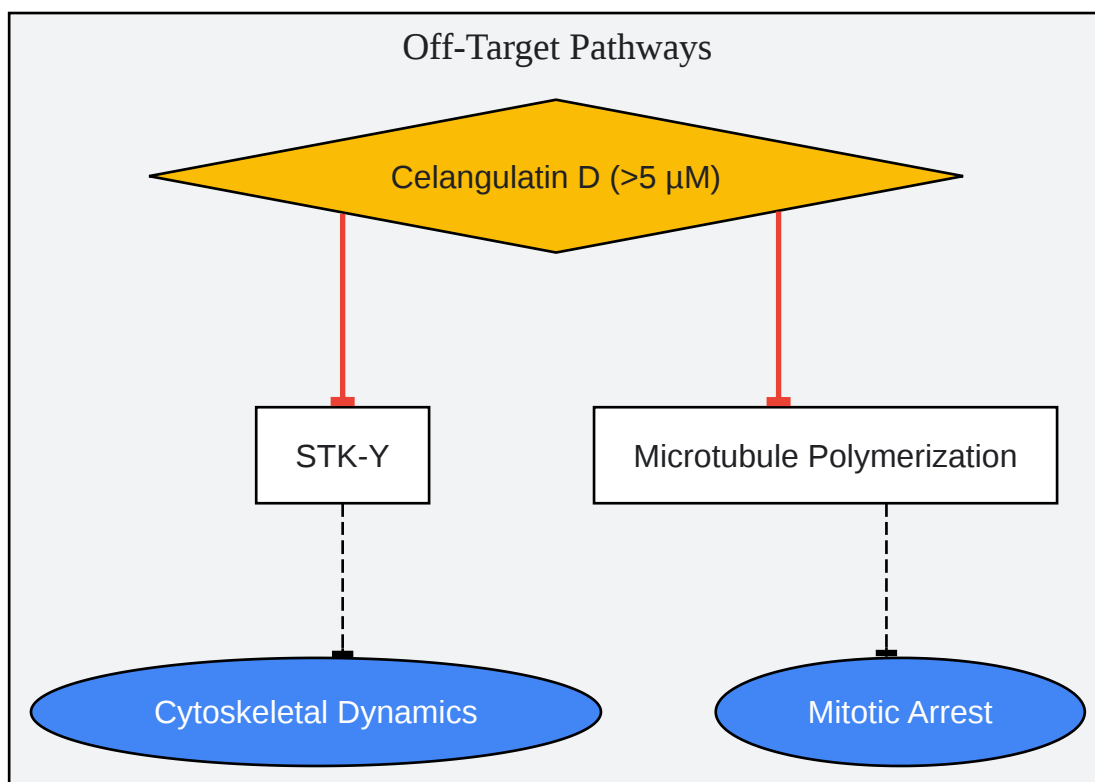 Off-Target Pathways
Celangulatin D (>5 µM)
STK-Y
Microtubule Polymerization
Cytoskeletal Dynamics
Mitotic Arrest